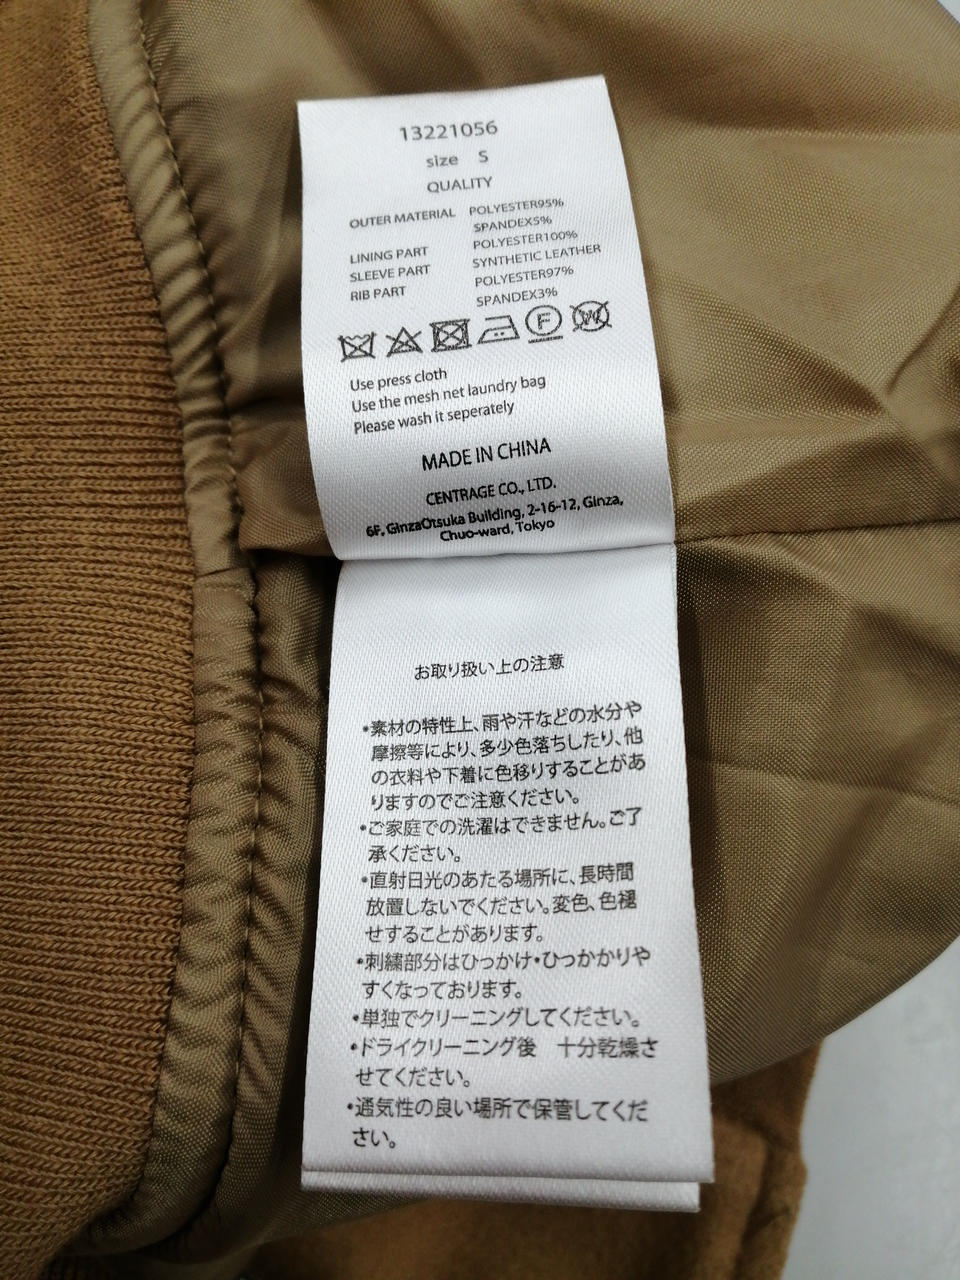 13221056
size S
QUALITY
OUTER MATERIAL POLYESTER95%
SPANDEX5%
LINING PART POLYESTER100%
SLEEVE PART SYNTHETIC LEATHER
RIB PART POLYESTER97%
SPANDEX3%
F W
Use press cloth
Use the mesh net laundry bag
Please wash it seperately
MADE IN CHINA
CENTRAGE CO., LTD.
6F, GinzaOtsuka Building, 2-16-12, Ginza,
Chuo-ward, Tokyo
お取り扱い上の注意
•素材の特性上、雨や汗などの水分や
摩擦等により、多少色落ちしたり、他
の衣料や下着に色移りすることがあ
りますのでご注意ください。
•ご家庭での洗濯はできません。ご了
承ください。
•直射日光のあたる場所に、長時間
放置しないでください。変色、色褪
せすることがあります。
•刺繍部分はひっかけ•ひっかかりや
すくなっております。
•単独でクリーニングしてください。
•ドライクリーニング後 十分乾燥さ
せてください。
•通気性の良い場所で保管してくだ
さい。